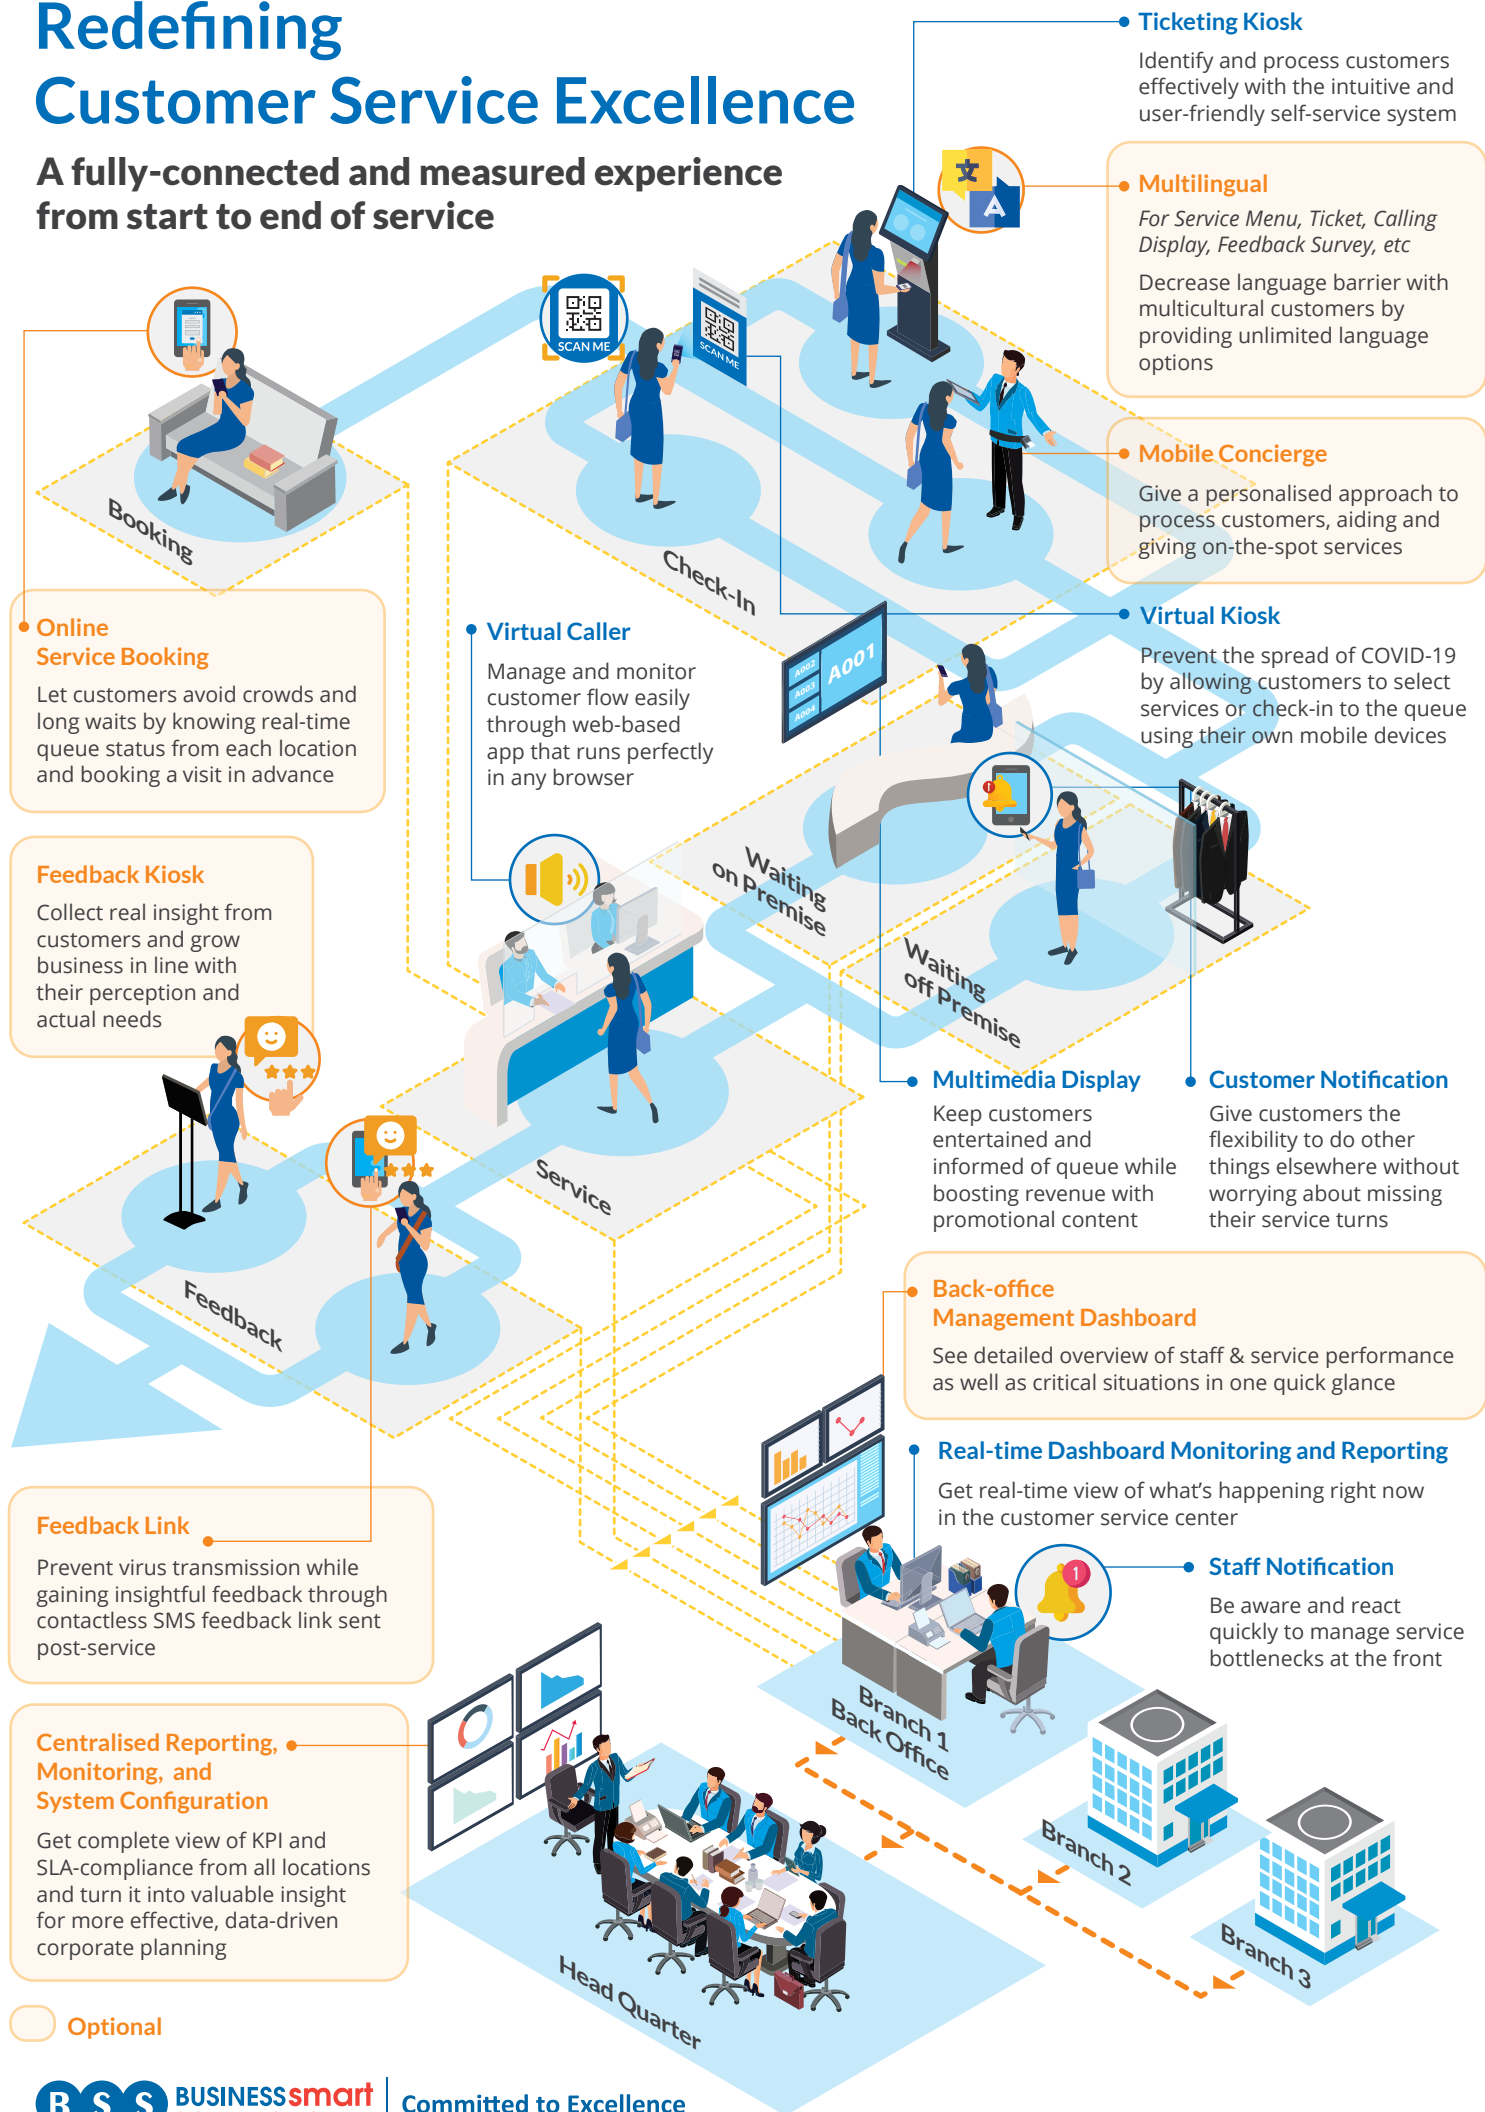 Redefining
Customer Service Excellence
A fully-connected and measured experience
from start to end of service
Ticketing Kiosk
Identify and process customers
effectively with the intuitive and
user-friendly self-service system
文
A
Multilingual
For Service Menu, Ticket, Calling
Display, Feedback Survey, etc
Decrease language barrier with
multicultural customers by
providing unlimited language
options
SCAN ME
SCAN ME
Mobile Concierge
Give a personalised approach to
process customers, aiding and
giving on-the-spot services
Booking
Check-In
Online
Service Booking
Let customers avoid crowds and
long waits by knowing real-time
queue status from each location
and booking a visit in advance
Virtual Caller
Manage and monitor
customer flow easily
through web-based
app that runs perfectly
in any browser
A002
A003
A004
A001
Virtual Kiosk
Prevent the spread of COVID-19
by allowing customers to select
services or check-in to the queue
using their own mobile devices
Waiting
on Premise
Waiting
off Premise
Feedback Kiosk
Collect real insight from
customers and grow
business in line with
their perception and
actual needs
Multimedia Display
Keep customers
entertained and
informed of queue while
boosting revenue with
promotional content
Customer Notification
Give customers the
flexibility to do other
things elsewhere without
worrying about missing
their service turns
Service
Feedback
Back-office
Management Dashboard
See detailed overview of staff & service performance
as well as critical situations in one quick glance
Real-time Dashboard Monitoring and Reporting
Get real-time view of what's happening right now
in the customer service center
Feedback Link
Prevent virus transmission while
gaining insightful feedback through
contactless SMS feedback link sent
post-service
1
Staff Notification
Be aware and react
quickly to manage service
bottlenecks at the front
Branch 1
Back Office
Centralised Reporting,
Monitoring, and
System Configuration
Get complete view of KPI and
SLA-compliance from all locations
and turn it into valuable insight
for more effective, data-driven
corporate planning
Branch 2
Branch 3
Head Quarter
Optional
BSS BUSINESS smart
Committed to Excellence